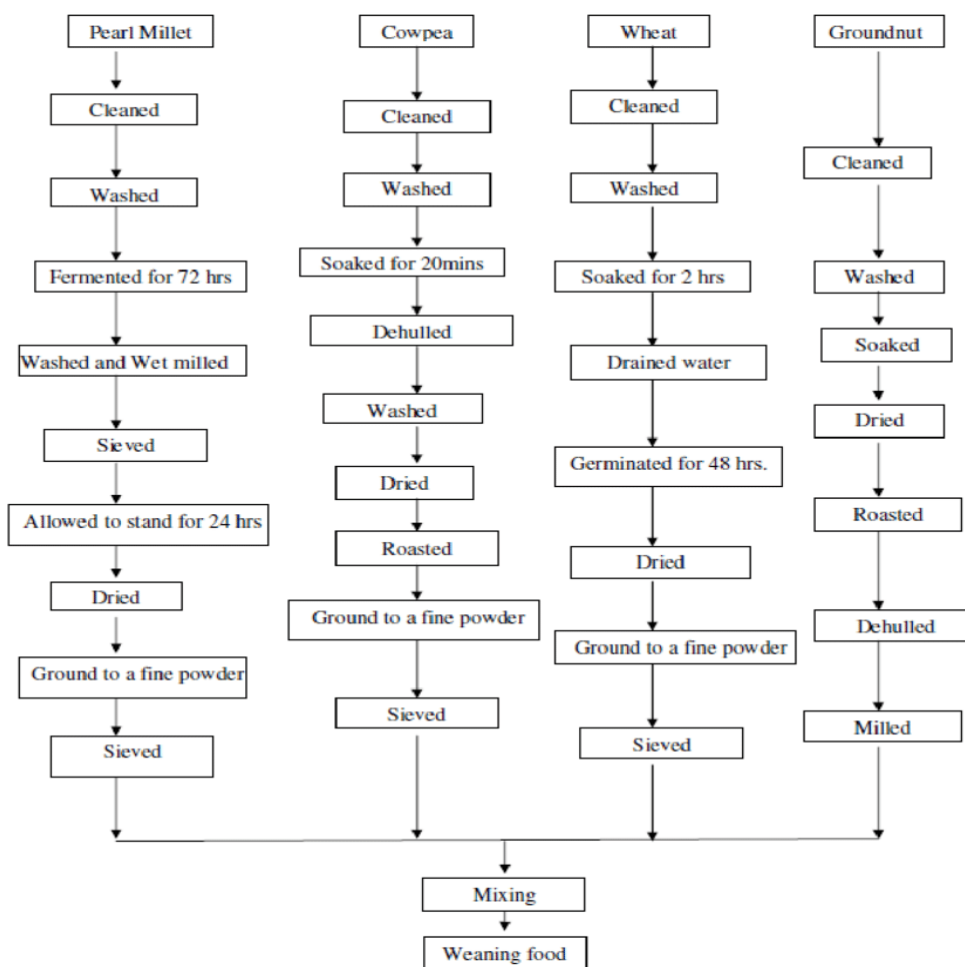 Pearl Millet
Cleaned
Washed
Fermented for 72 hrs
Washed and Wet milled
Sieved
Allowed to stand for 24 hrs
Dried
Ground to a fine powder
Sieved
Cowpea
Cleaned
Washed
Soaked for 20mins
Dehulled
Washed
Dried
Roasted
Ground to a fine powder
Sieved
Wheat
Cleaned
Washed
Soaked for 2 hrs
Drained water
Germinated for 48 hrs.
Dried
Ground to a fine powder
Sieved
Groundnut
Cleaned
Washed
Soaked
Dried
Roasted
Dehulled
Milled
Mixing
Weaning food